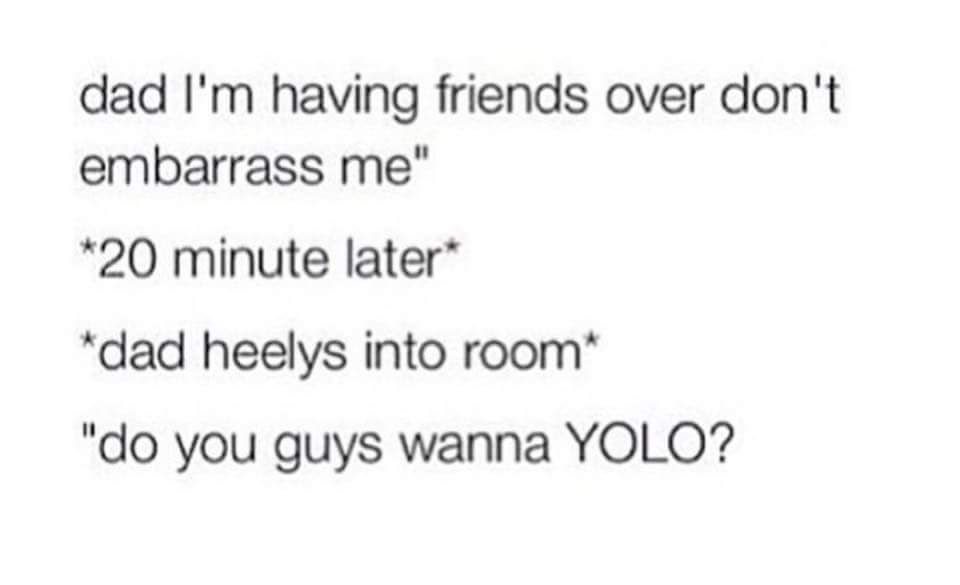 dad I'm having friends over don't
embarrass me"
*20 minute later*
*dad heelys into room*
"do you guys wanna YOLO?